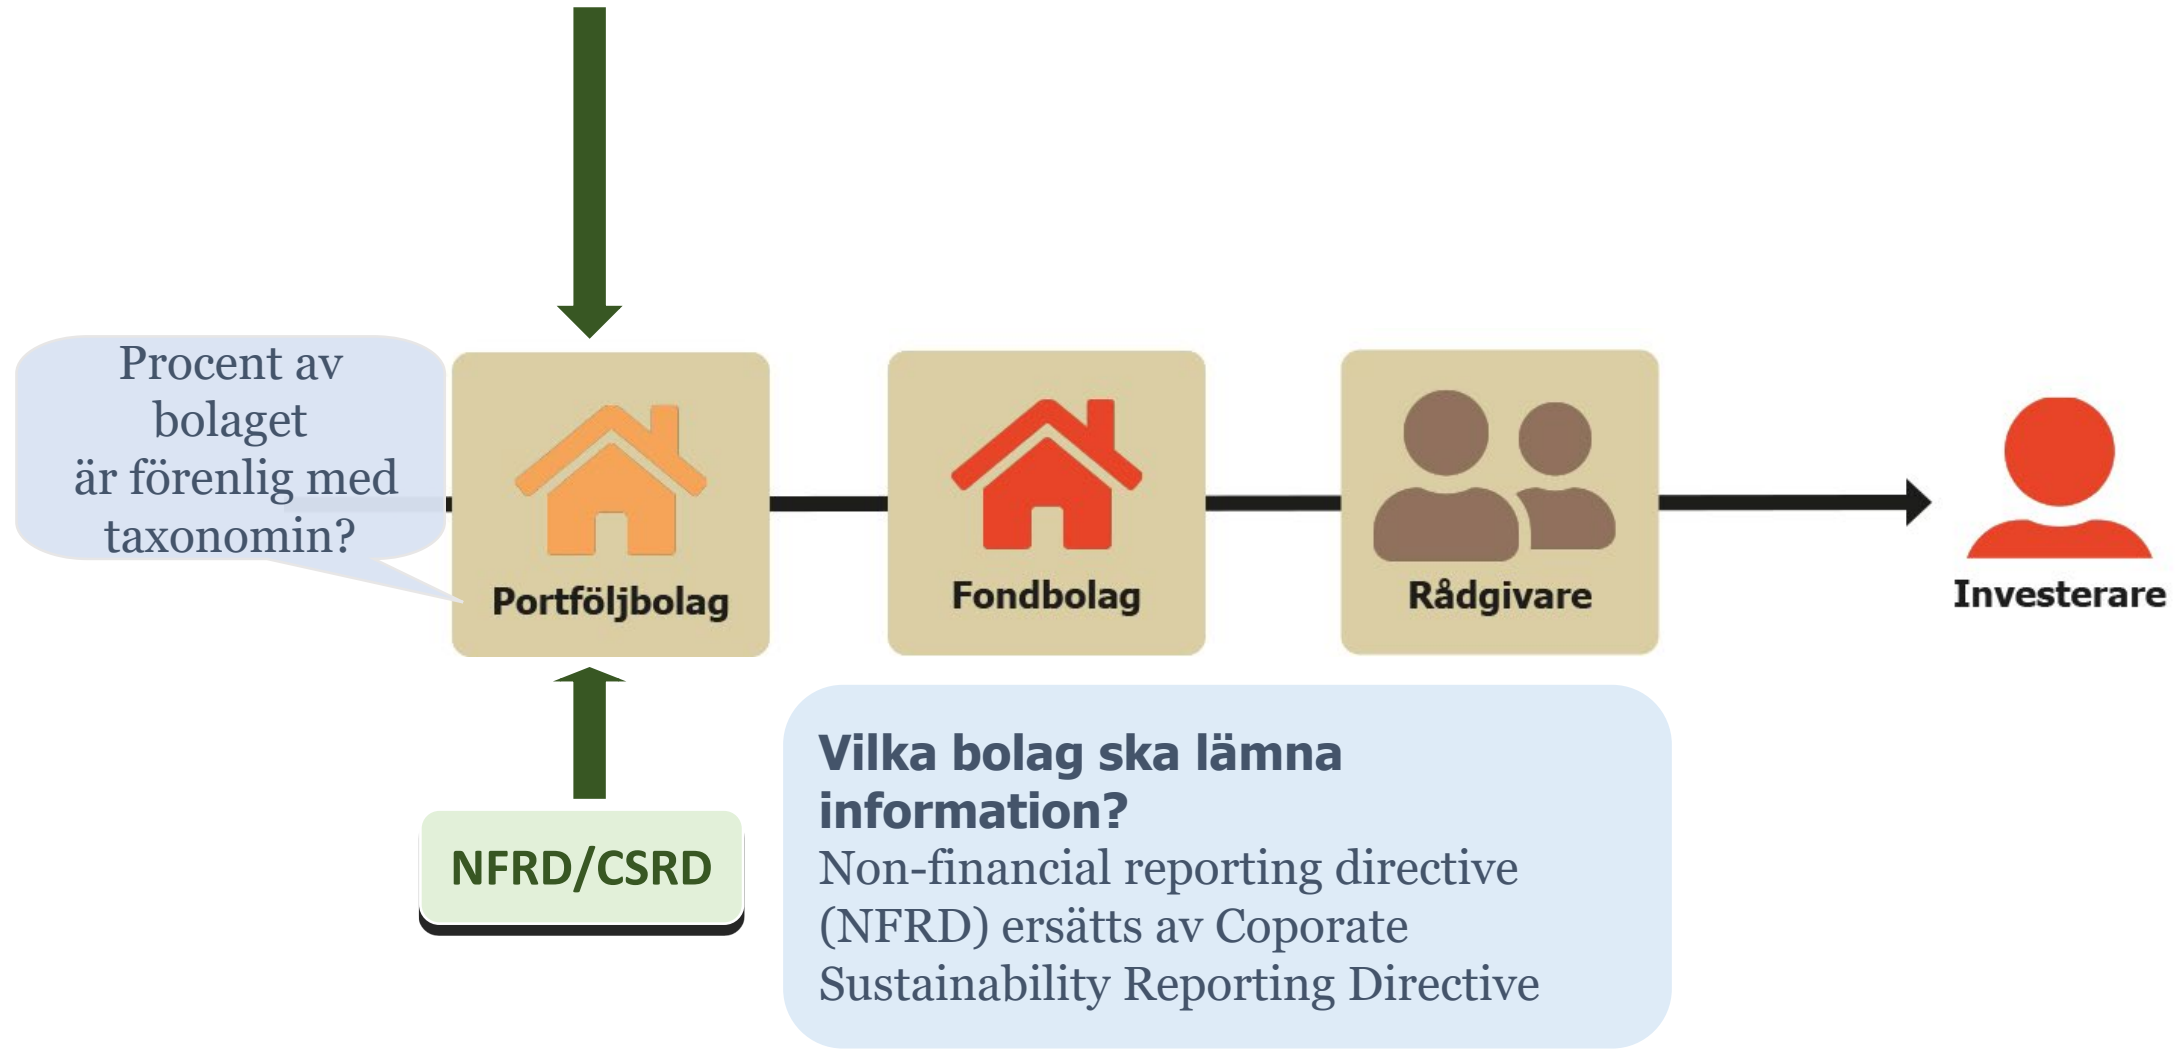 Procent av
bolaget
är förenlig med
taxonomin?
Portföljbolag
Fondbolag
Rådgivare
Investerare
NFRD/CSRD
Vilka bolag ska lämna
information?
Non-financial reporting directive
(NFRD) ersätts av Coporate
Sustainability Reporting Directive